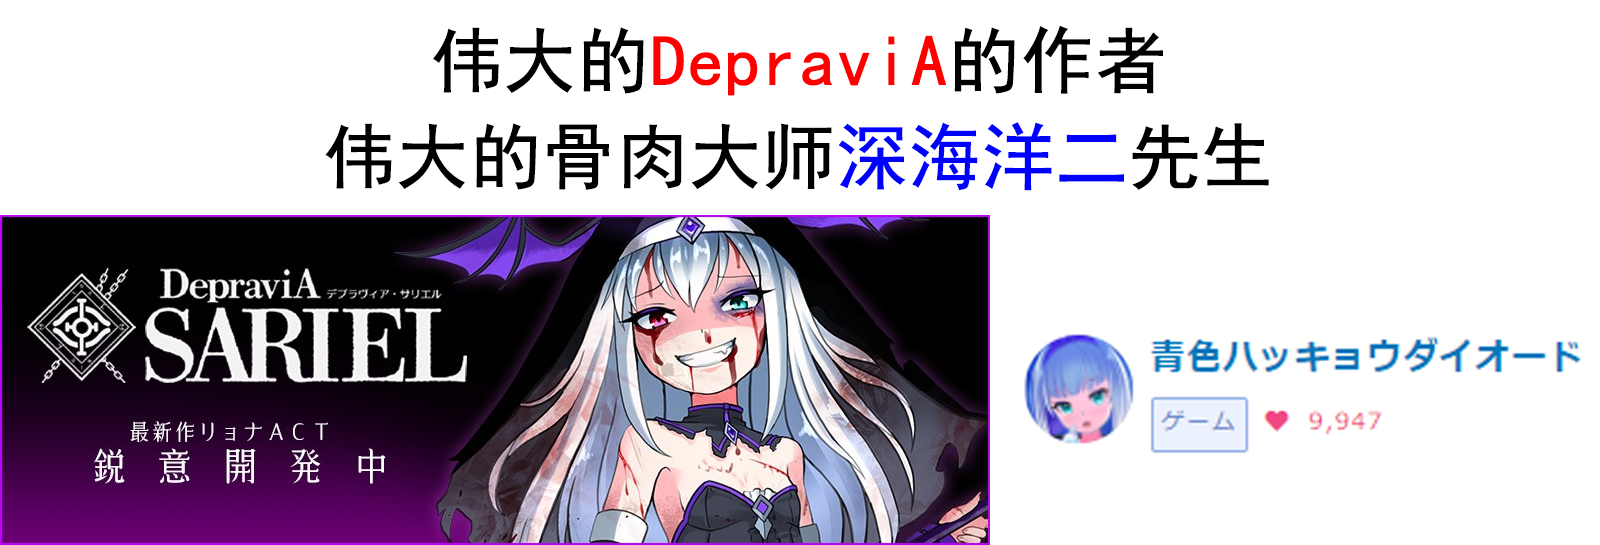 伟大的DepraviA的作者
伟大的骨肉大师深海洋二先生
DepraviA デプラヴィア・サリエル
SARIEL
最新作リョナACT
鋭意開発中
青色ハッキョウダイオード
ゲーム ♥ 9,947